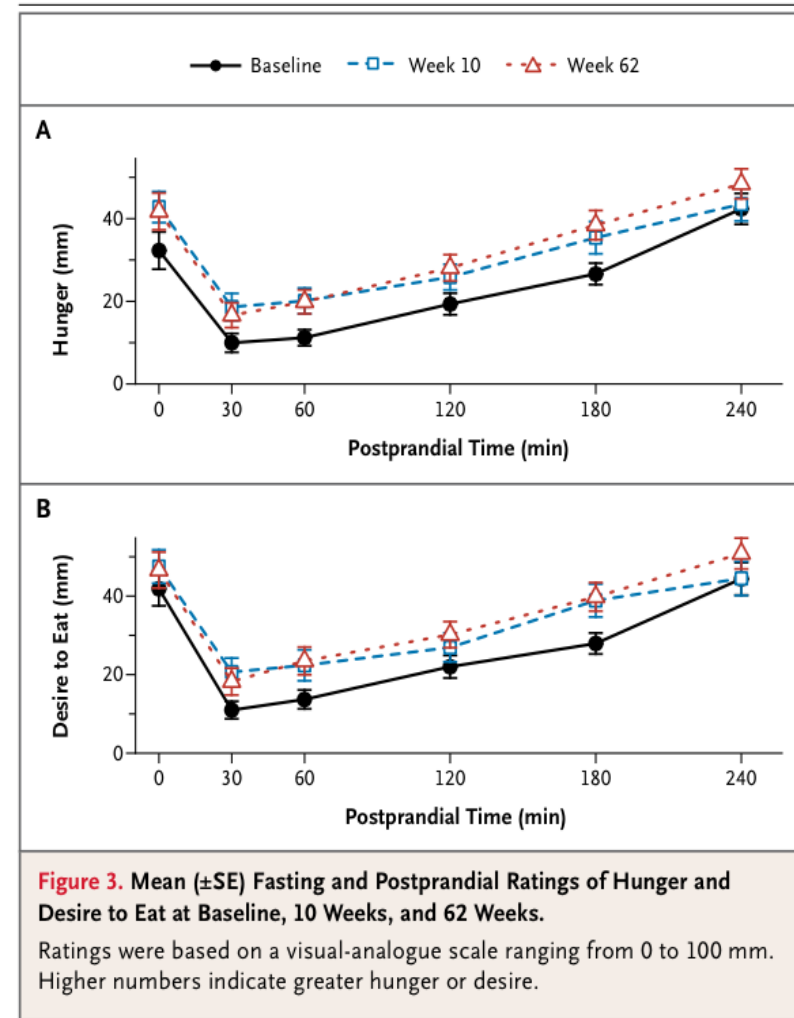 Baseline Week 10 Week 62
A
Hunger (mm)
40
20
0
0 30 60 120 180 240
Postprandial Time (min)
B
Desire to Eat (mm)
40
20
0
0 30 60 120 180 240
Postprandial Time (min)
Figure 3. Mean (±SE) Fasting and Postprandial Ratings of Hunger and
Desire to Eat at Baseline, 10 Weeks, and 62 Weeks.
Ratings were based on a visual-analogue scale ranging from 0 to 100 mm.
Higher numbers indicate greater hunger or desire.